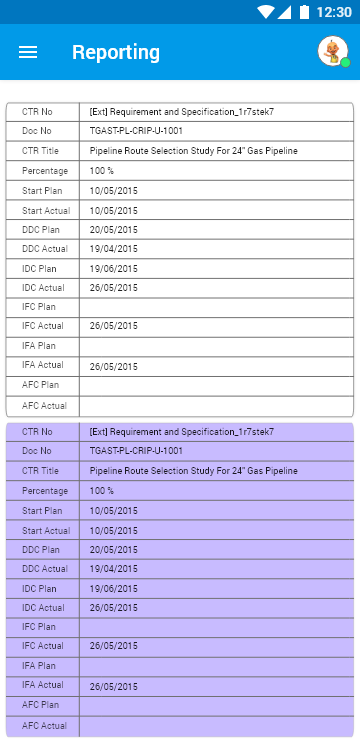 12:30
Reporting
CTR No [Ext] Requirement and Specification_1r7stek7
Doc No TGAST-PL-CRIP-U-1001
CTR Title Pipeline Route Selection Study For 24" Gas Pipeline
Percentage 100 %
Start Plan 10/05/2015
Start Actual 10/05/2015
DDC Plan 20/05/2015
DDC Actual 19/04/2015
IDC Plan 19/06/2015
IDC Actual 26/05/2015
IFC Plan
IFC Actual 26/05/2015
IFA Plan
IFA Actual 26/05/2015
AFC Plan
AFC Actual
CTR No [Ext] Requirement and Specification_1r7stek7
Doc No TGAST-PL-CRIP-U-1001
CTR Title Pipeline Route Selection Study For 24" Gas Pipeline
Percentage 100 %
Start Plan 10/05/2015
Start Actual 10/05/2015
DDC Plan 20/05/2015
DDC Actual 19/04/2015
IDC Plan 19/06/2015
IDC Actual 26/05/2015
IFC Plan
IFC Actual 26/05/2015
IFA Plan
IFA Actual 26/05/2015
AFC Plan
AFC Actual